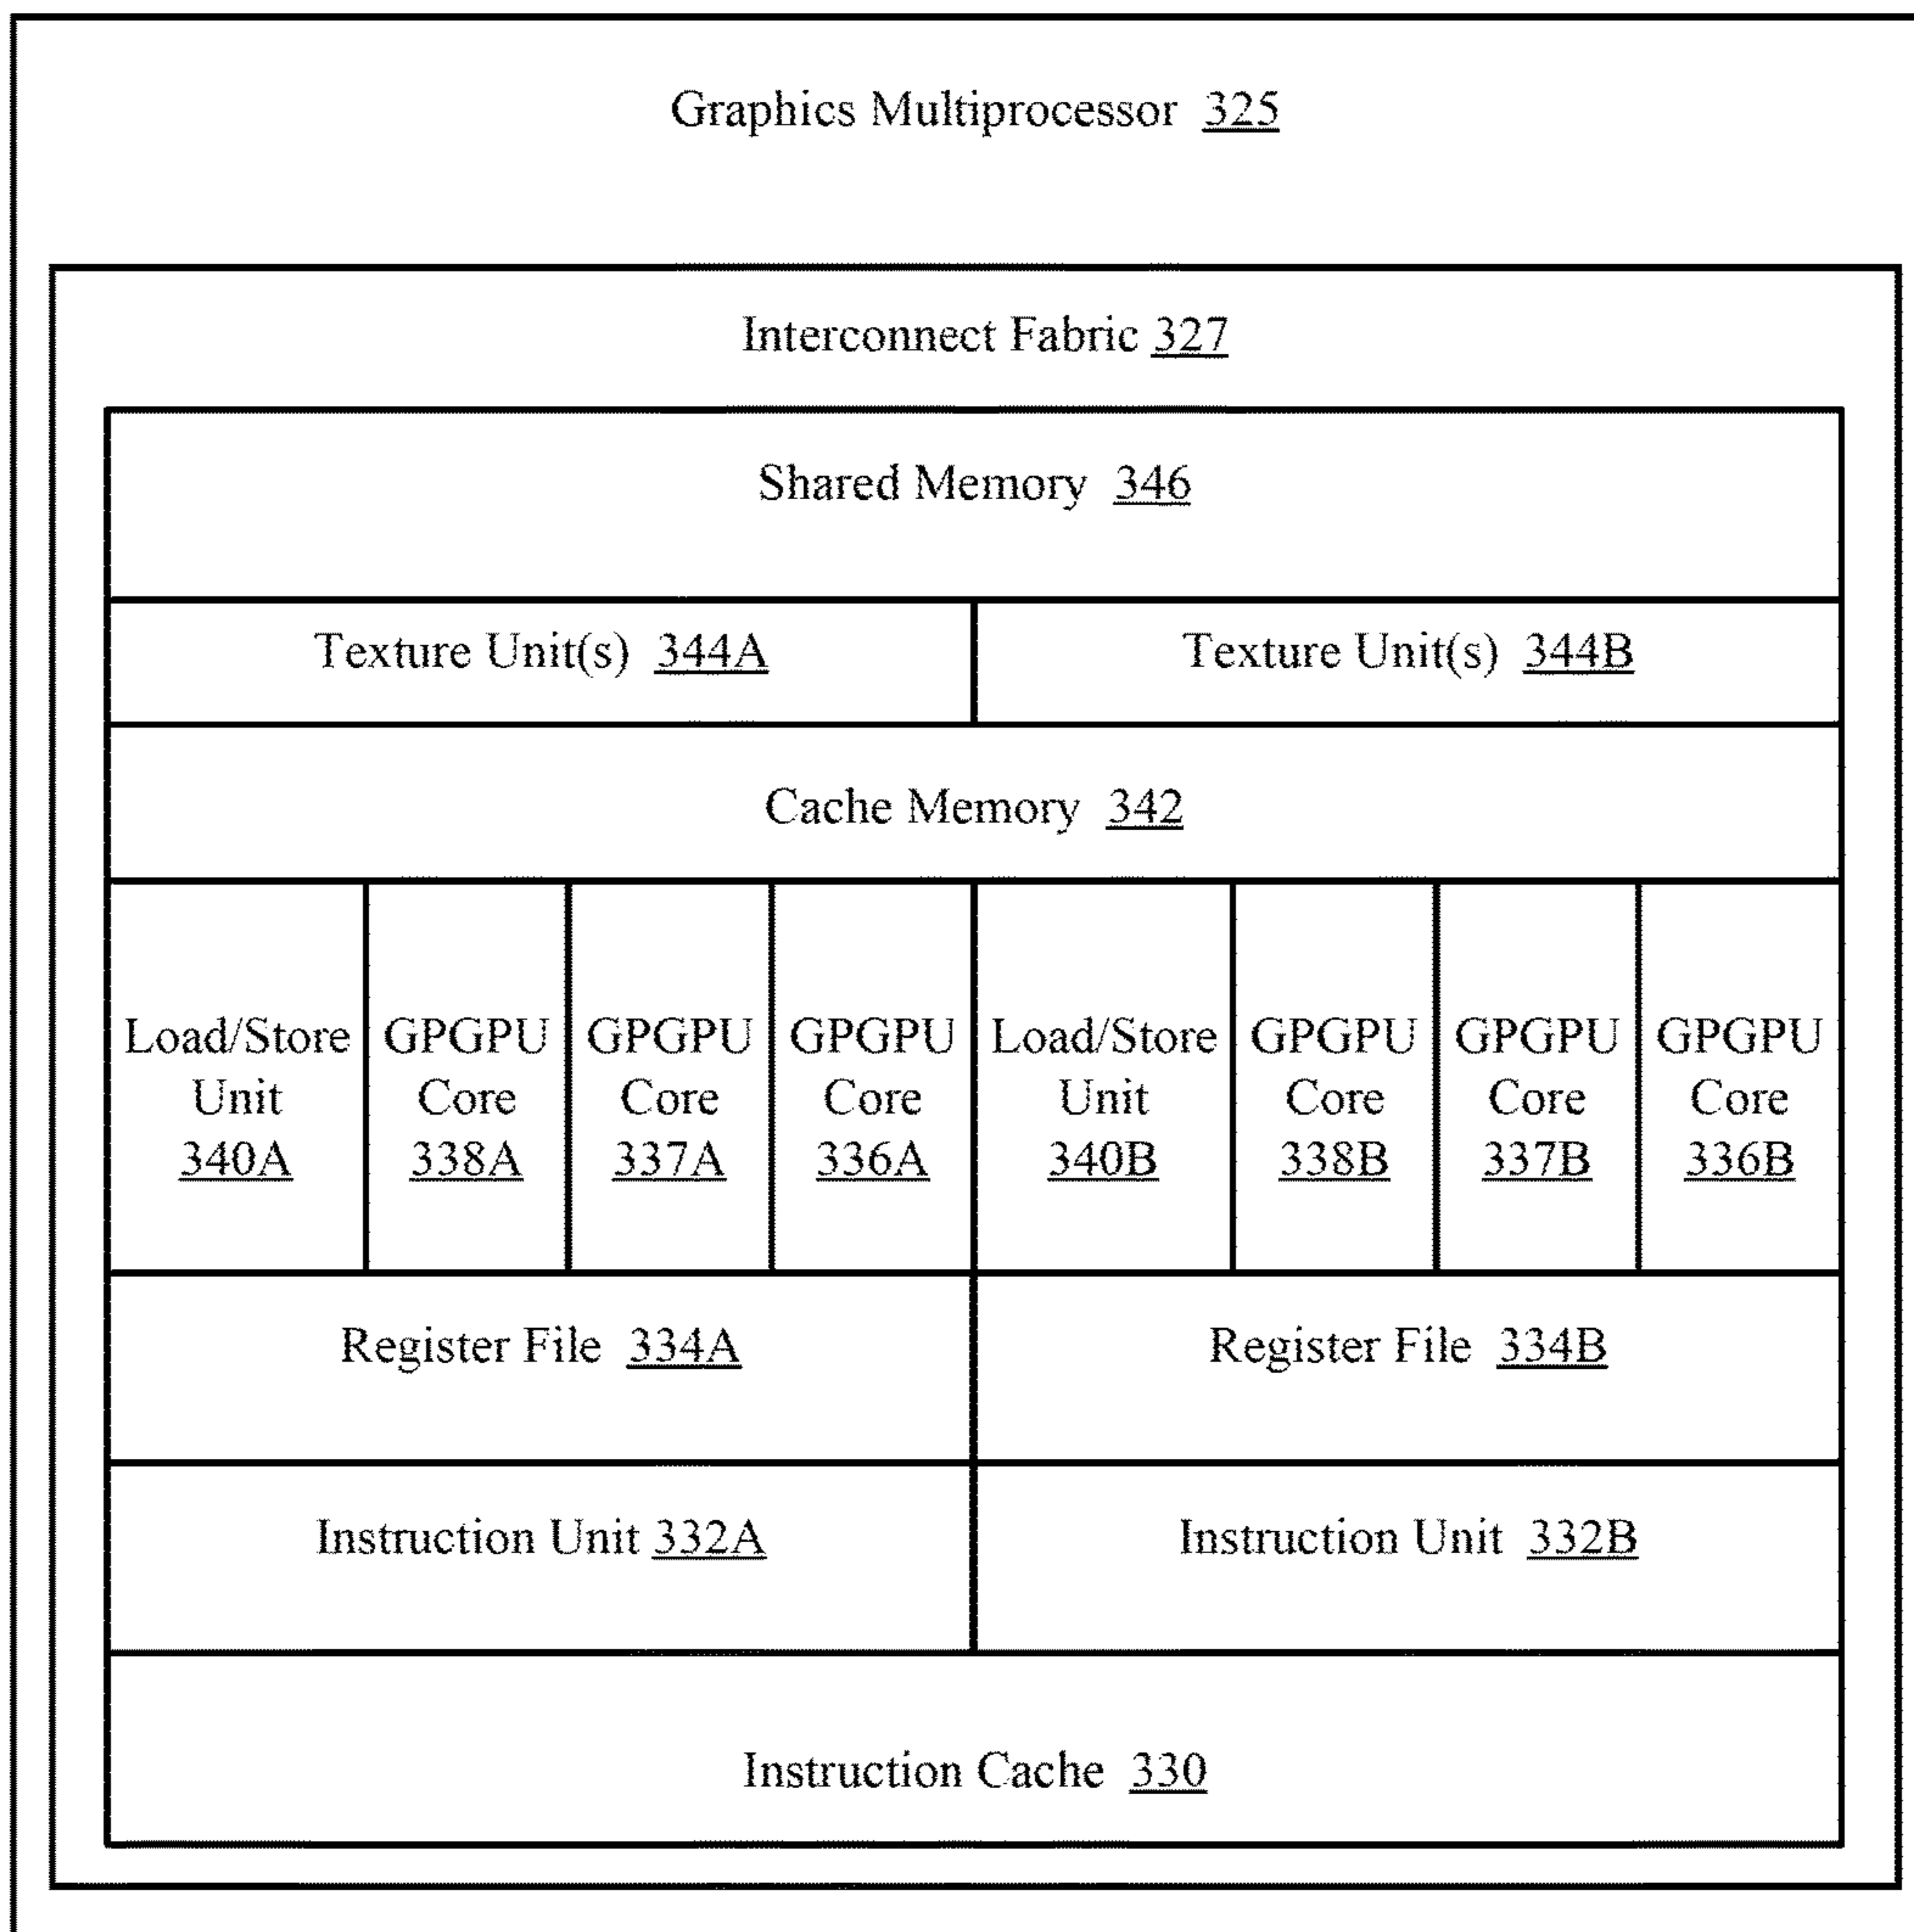 Graphics Multiprocessor 325
Interconnect Fabric 327
Shared Memory 346
Texture Unit(s) 344A
Texture Unit(s) 344B
Cache Memory 342
Load/Store
Unit
340A
GPGPU
Core
338A
GPGPU
Core
337A
GPGPU
Core
336A
Load/Store
Unit
340B
GPGPU
Core
338B
GPGPU
Core
337B
GPGPU
Core
336B
Register File 334A
Register File 334B
Instruction Unit 332A
Instruction Unit 332B
Instruction Cache 330